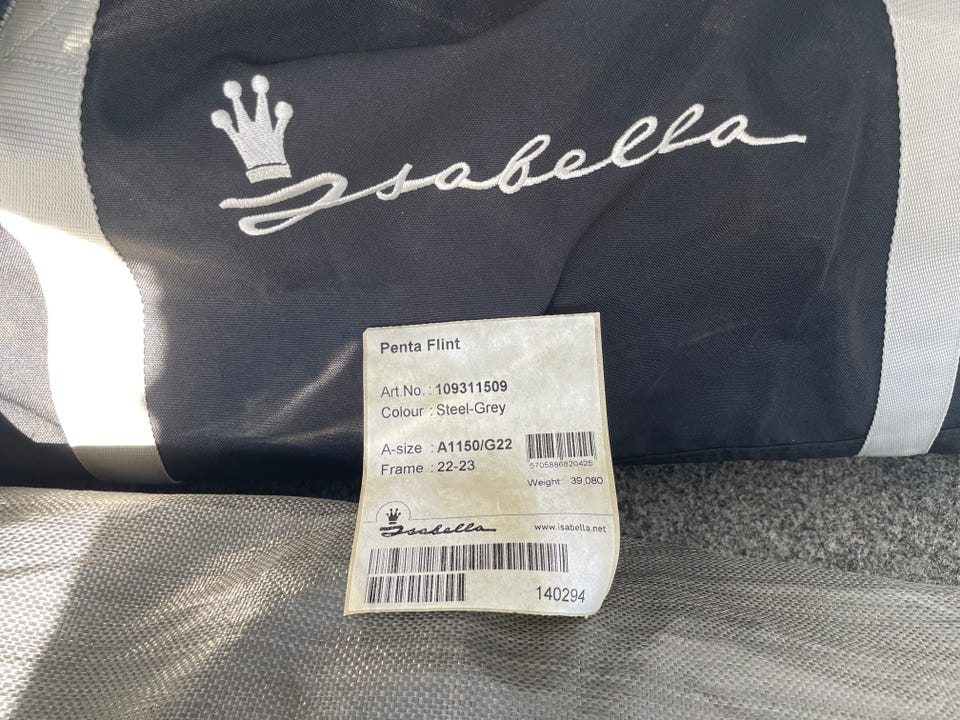 Isabella
Penta Flint
Art.No. : 109311509
Colour : Steel-Grey
A-size : A1150/G22
Frame : 22-23
5705886820425
Weight: 39,080
Isabella
www.isabella.net
140294